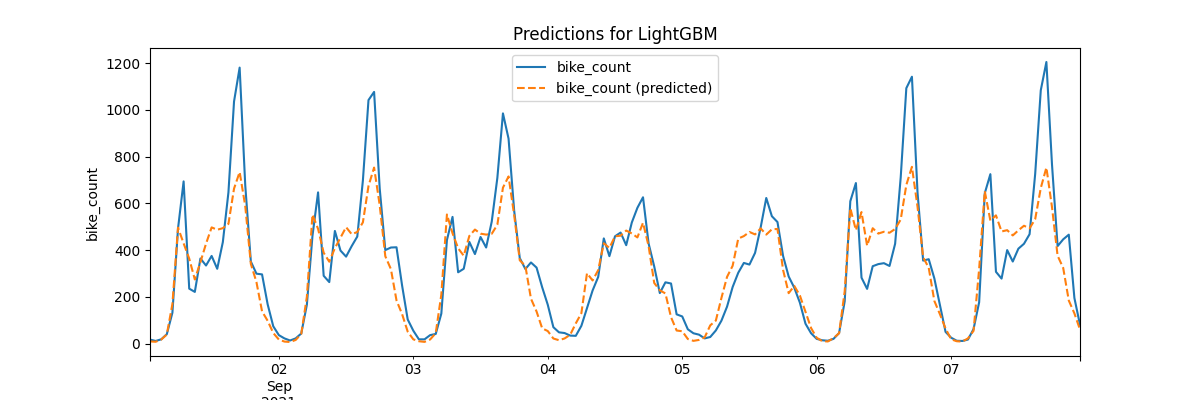 Predictions for LightGBM
bike_count
bike_count (predicted)
bike_count
1200
1000
800
600
400
200
0
02
03
04
05
06
07
Sep
2021